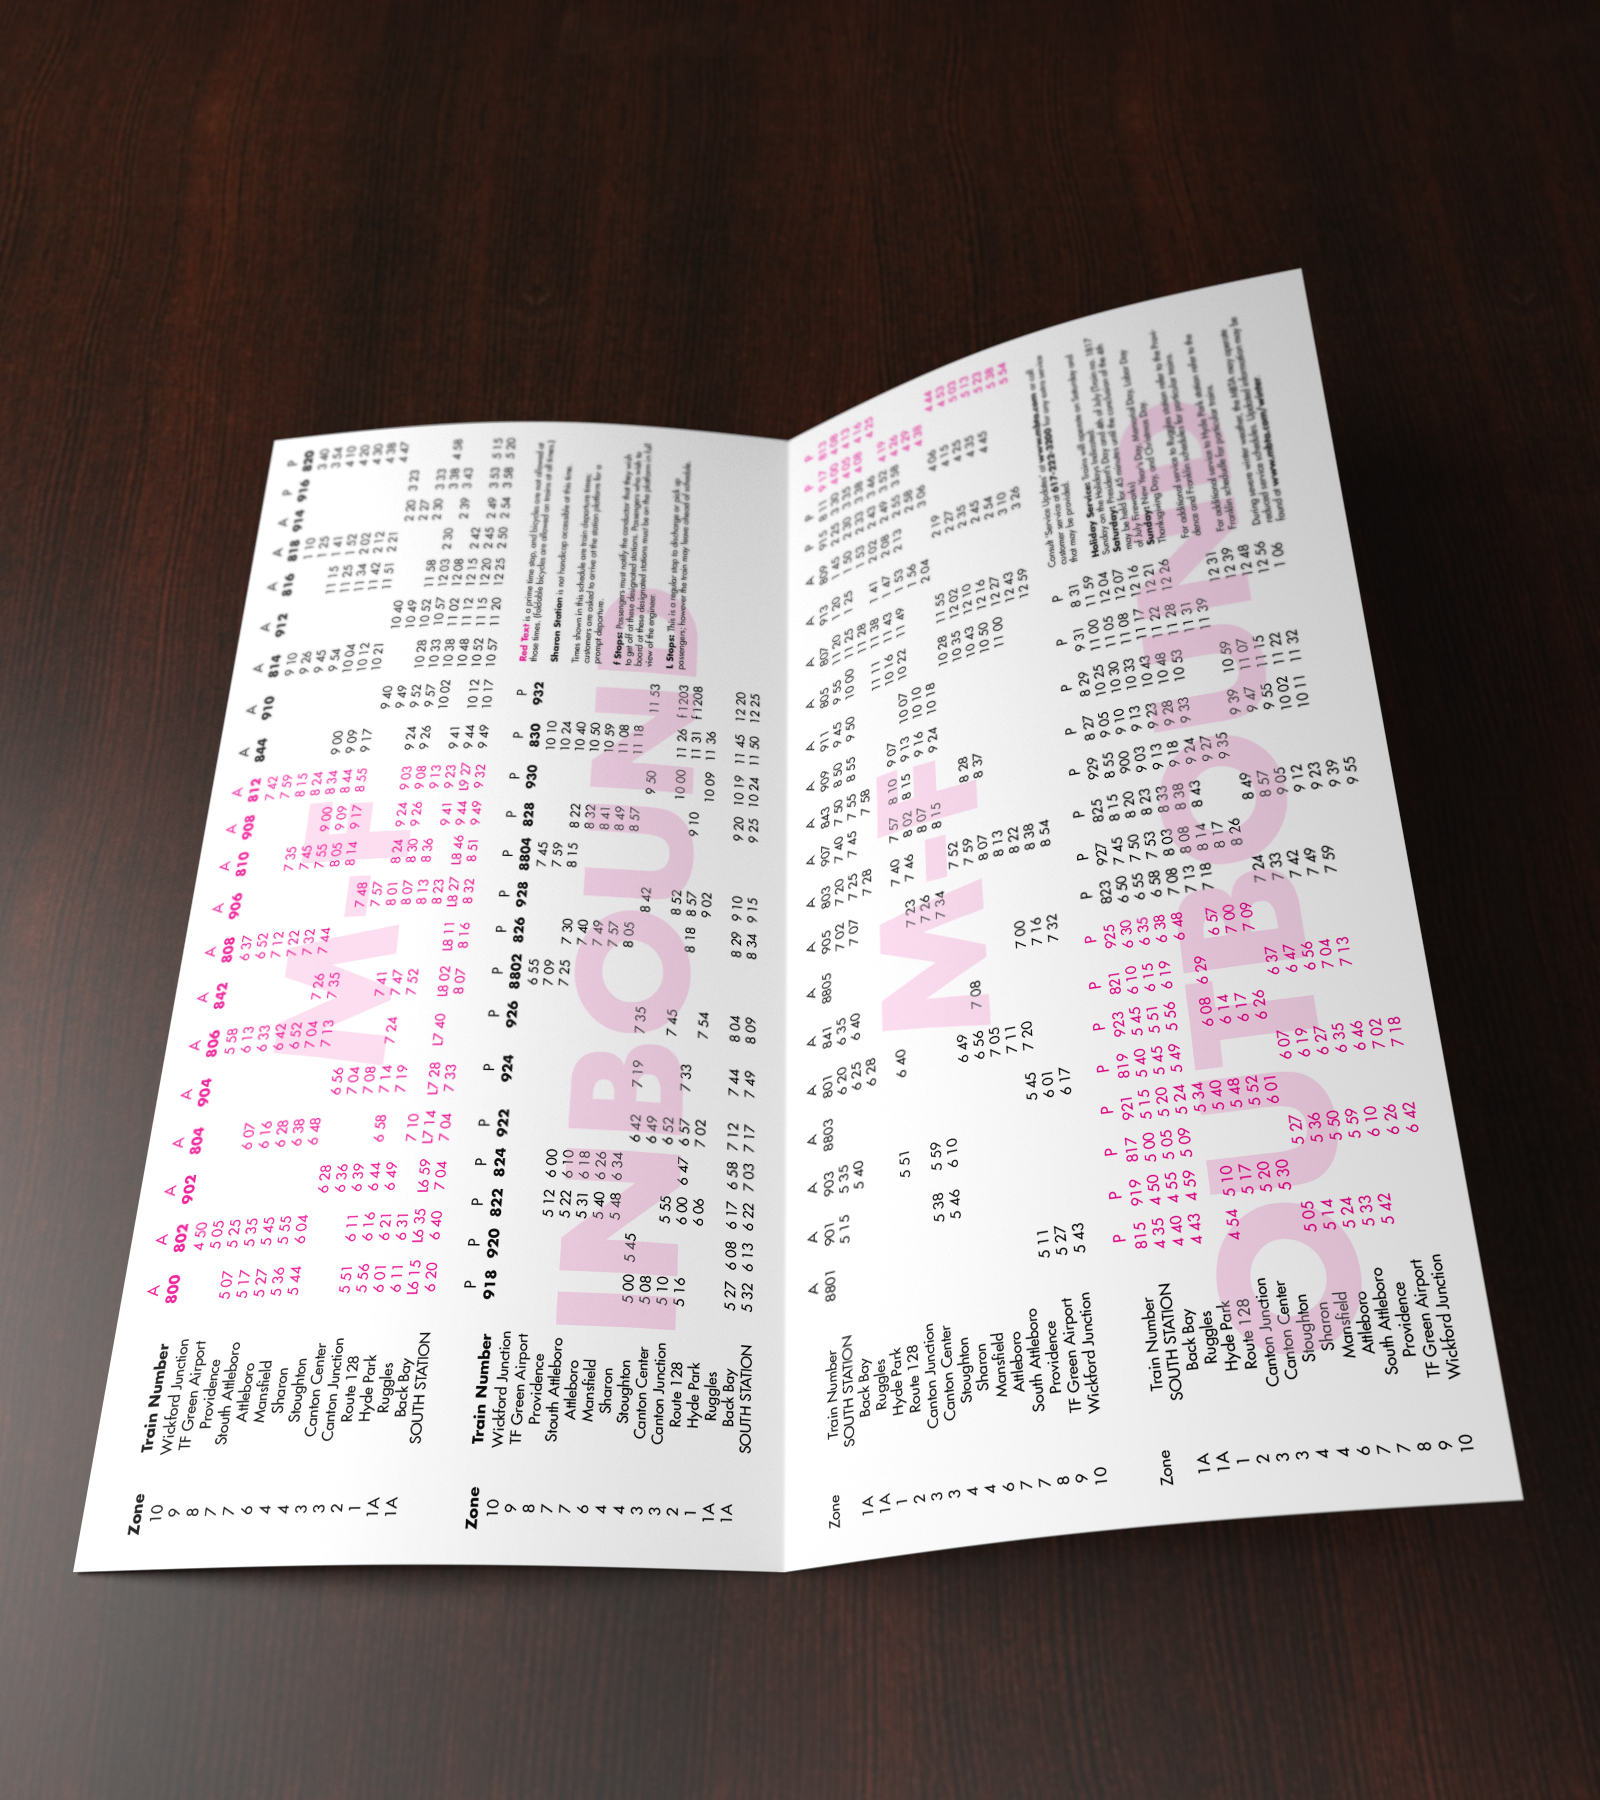 Zone Train Number A 800 A 802 A 902 A 804 A 904 A 806 A 842 A 808 A 906 A 810 A 908 A 812 A 844 A 910 A 814 A 912 A 816 A 818 A 914 P 916 P 820
10 Wickford Junction 4 50 5 58 6 37 7 42 9 10 1 10 3 40
9 TF Green Airport 5 05 6 13 6 52 7 59 9 26 1 25 3 54
8 Providence 5 07 5 25 6 07 6 33 7 12 7 35 8 15 9 45 11 15 1 41 4 10
7 South Attleboro 5 17 5 35 6 16 6 42 7 22 7 45 8 24 9 54 11 25 1 52 4 20
7 Attleboro 5 27 5 45 6 28 6 52 7 32 7 55 8 34 10 04 11 34 2 02 4 30
6 Mansfield 5 36 5 55 6 38 7 04 7 26 7 44 8 05 9 00 8 44 9 00 10 12 11 42 2 12 4 38
4 Sharon 5 44 6 04 6 48 7 13 7 35 8 14 9 09 8 55 9 09 10 21 11 51 2 21 4 47
4 Stoughton 6 28 6 56 7 48 9 17 9 17 9 40 10 40 2 20 3 23
3 Canton Center 6 36 7 04 7 57 9 49 10 49 2 27
3 Canton Junction 5 51 6 11 6 39 7 08 8 01 8 24 9 03 9 52 10 28 10 52 11 58 2 30 3 33
2 Route 128 5 56 6 16 6 44 7 14 7 41 8 07 8 30 9 24 9 08 9 24 9 57 10 33 10 57 12 03 2 30 3 38 4 58
1 Hyde Park 6 01 6 21 6 49 6 58 7 19 7 24 7 47 8 13 8 36 9 26 9 13 9 26 10 02 10 38 11 02 12 08 2 39 3 43
1A Ruggles 6 11 6 31 7 10 7 52 8 23 9 41 9 23 9 41 10 12 10 48 11 12 12 15 2 42 2 49 3 53 5 15
1A Back Bay L6 15 L6 35 L6 59 L7 14 L7 28 L7 40 L8 02 L8 11 L8 27 L8 46 9 44 L9 27 9 44 10 17 10 52 11 15 12 20 2 45 2 54 3 58 5 20
SOUTH STATION 6 20 6 40 7 04 7 04 7 33 8 07 8 16 8 32 8 51 9 49 9 32 9 49 10 57 11 20 12 25 2 50
M-F
INBOUND
Zone Train Number P 918 P 920 P 822 P 824 P 922 P 924 P 926 P 8802 P 826 P 928 P 8804 P 828 P 930 P 830 P 932
10 Wickford Junction 6 55 7 45 10 10
9 TF Green Airport 7 09 7 59 10 24
8 Providence 5 12 6 00 7 25 7 30 8 15 8 22 10 40
7 South Attleboro 5 22 6 10 7 40 8 32 10 50
7 Attleboro 5 31 6 18 7 49 8 41 10 59
6 Mansfield 5 40 6 26 7 57 8 49 11 08
4 Sharon 5 48 6 34 8 05 8 57 11 18
4 Stoughton 5 00 5 45 6 42 7 19 7 35 8 42 9 50 11 53
3 Canton Center 5 08 6 49
3 Canton Junction 5 10 5 55 6 52 7 45 8 52 10 00 11 26 f 1203
2 Route 128 5 16 6 00 6 47 6 57 7 33 8 18 8 57 9 10 11 31 f 1208
1 Hyde Park 6 06 7 02 7 54 9 02 10 09 11 36
1A Ruggles
1A Back Bay 5 27 6 08 6 17 6 58 7 12 7 44 8 04 8 29 9 10 9 20 10 19 11 45 12 20
SOUTH STATION 5 32 6 13 6 22 7 03 7 17 7 49 8 09 8 34 9 15 9 25 10 24 11 50 12 25
Red Text is a prime time stop, and bicycles are not allowed at
those times. (foldable bicycles are allowed on trains at all times.)
Sharon Station is not handicap accessible at this time.
Times shown in this schedule are train departure times;
customers are asked to arrive at the station platform for a
prompt departure.
f Stops: Passengers must notify the conductor that they wish
to get off at these designated stations. Passengers who wish to
board at these designated stations must be on the platform in full
view of the engineer.
L Stops: This is a regular stop to discharge or pick up
passengers; however the train may leave ahead of schedule.
Zone Train Number A 8801 A 901 A 903 A 8803 A 801 A 841 A 8805 A 905 A 803 A 907 A 843 A 909 A 911 A 805 A 807 A 913 A 809 P 915 P 811 P 917 P 813
SOUTH STATION 5 15 5 35 6 20 6 35 7 02 7 20 7 40 7 50 8 50 9 45 9 55 11 20 1 20 1 45 2 25 3 30 4 00 4 08
1A Back Bay 5 40 6 25 6 40 7 07 7 25 7 45 7 55 8 55 9 50 10 00 11 25 1 25 1 50 2 30 3 35 4 05 4 13
1A Ruggles 6 28 7 28 7 58 11 28 1 53 2 33 3 38 4 08 4 16
1 Hyde Park 5 51 6 40 7 23 7 40 7 57 8 10 9 07 10 07 11 11 11 38 1 41 2 02 2 43 3 46 4 25
2 Route 128 7 26 7 46 8 02 8 15 9 13 10 10 10 16 11 43 1 47 2 08 2 49 3 52 4 19
3 Canton Junction 5 38 5 59 7 34 8 07 9 16 10 18 10 22 11 49 1 53 2 13 2 55 3 58 4 26
3 Canton Center 5 46 6 10 8 15 9 24 1 56 2 58 4 29
4 Stoughton 6 49 7 08 7 52 8 28 10 28 11 55 2 04 2 19 3 06 4 06 4 38 4 44
4 Sharon 6 56 7 59 8 37 10 35 12 02 2 27 4 15 4 53
6 Mansfield 7 05 8 07 10 43 12 10 2 35 4 25 5 03
7 Attleboro 7 11 8 13 10 50 12 16 2 45 4 35 5 13
7 South Attleboro 5 11 5 45 7 20 7 00 8 22 11 00 12 27 2 54 4 45 5 23
8 Providence 5 27 6 01 7 16 8 38 12 43 3 10 5 38
9 TF Green Airport 5 43 6 17 7 32 8 54 12 59 3 26 5 54
10 Wickford Junction
M-F
OUTBOUND
Zone Train Number P 815 P 919 P 817 P 921 P 819 P 923 P 821 P 925 P 823 P 927 P 825 P 929 P 827 P 829 P 931 P 831
SOUTH STATION 4 35 4 50 5 00 5 15 5 40 5 45 6 10 6 30 6 50 7 45 8 15 8 55 9 05 10 25 11 00 11 59
1A Back Bay 4 40 4 55 5 05 5 20 5 45 5 51 6 15 6 35 6 55 7 50 8 20 900 9 10 10 30 11 05 12 04
1A Ruggles 4 43 4 59 5 09 5 24 5 49 5 56 6 19 6 38 6 58 7 53 8 23 9 03 9 13 10 33 11 08 12 07
1 Hyde Park 5 34 6 48 7 08 8 03 8 33 9 13 9 23 10 43 11 17 12 16
2 Route 128 4 54 5 10 5 40 6 08 6 29 7 13 8 08 8 38 9 18 9 28 10 48 11 22 12 21
3 Canton Junction 5 17 5 48 6 14 6 57 7 18 8 14 8 43 9 24 9 33 10 53 11 28 12 26
3 Canton Center 5 20 5 52 6 17 7 00 8 17 9 27 11 31
4 Stoughton 5 30 6 01 6 26 7 09 8 26 9 35 11 39
4 Sharon 5 05 5 27 6 07 6 37 7 24 8 49 9 39 10 59 12 31
6 Mansfield 5 14 5 36 6 19 6 47 7 33 8 57 9 47 11 07 12 39
7 Attleboro 5 24 5 50 6 27 6 56 7 42 9 05 9 55 11 15 12 48
7 South Attleboro 5 33 5 59 6 35 7 04 7 49 9 12 10 02 11 22 12 56
8 Providence 5 42 6 10 6 46 7 13 7 59 9 23 10 11 11 32 1 06
9 TF Green Airport 6 26 7 02 9 39
10 Wickford Junction 6 42 7 18 9 55
Consult 'Service Updates' at www.mbta.com or call
customer service at 617-222-3200 for any extra service
that may be provided.
Holiday Service: Trains will operate on Saturday and
Sunday on the Holidays Indicated.
Saturday: President's Day and 4th of July (Train no. 1817
may be held for 45 minutes until the conclusion of the 4th
of July Fireworks)
Sunday: New Year's Day, Memorial Day, Labor Day
Thanksgiving Day, and Christmas Day.
For additional service to Ruggles station refer to the Provi-
dence and Franklin schedules for particular trains.
For additional service to Hyde Park station refer to the
Franklin schedule for particular trains.
During severe winter weather, the MBTA may operate
reduced service schedules. Updated information may be
found at www.mbta.com/winter.